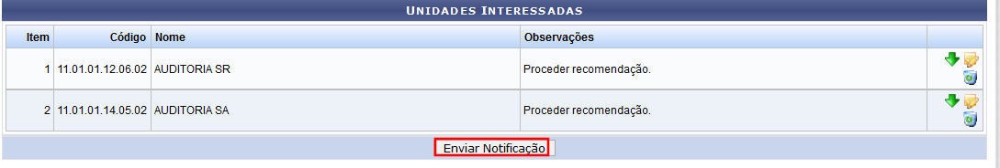 UNIDADES INTERESSADAS
Item Código Nome Observações
1 11.01.01.12.06.02 AUDITORIA SR Proceder recomendação.
2 11.01.01.14.05.02 AUDITORIA SA Proceder recomendação.
Enviar Notificação